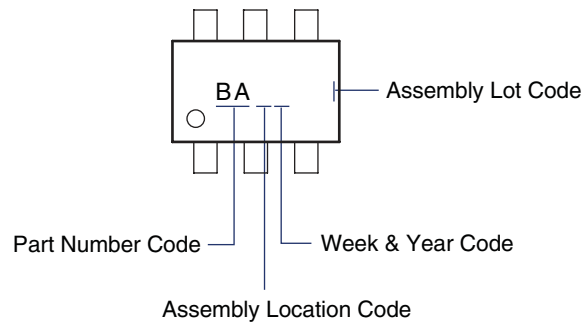 BA
Assembly Lot Code
Part Number Code
Week & Year Code
Assembly Location Code